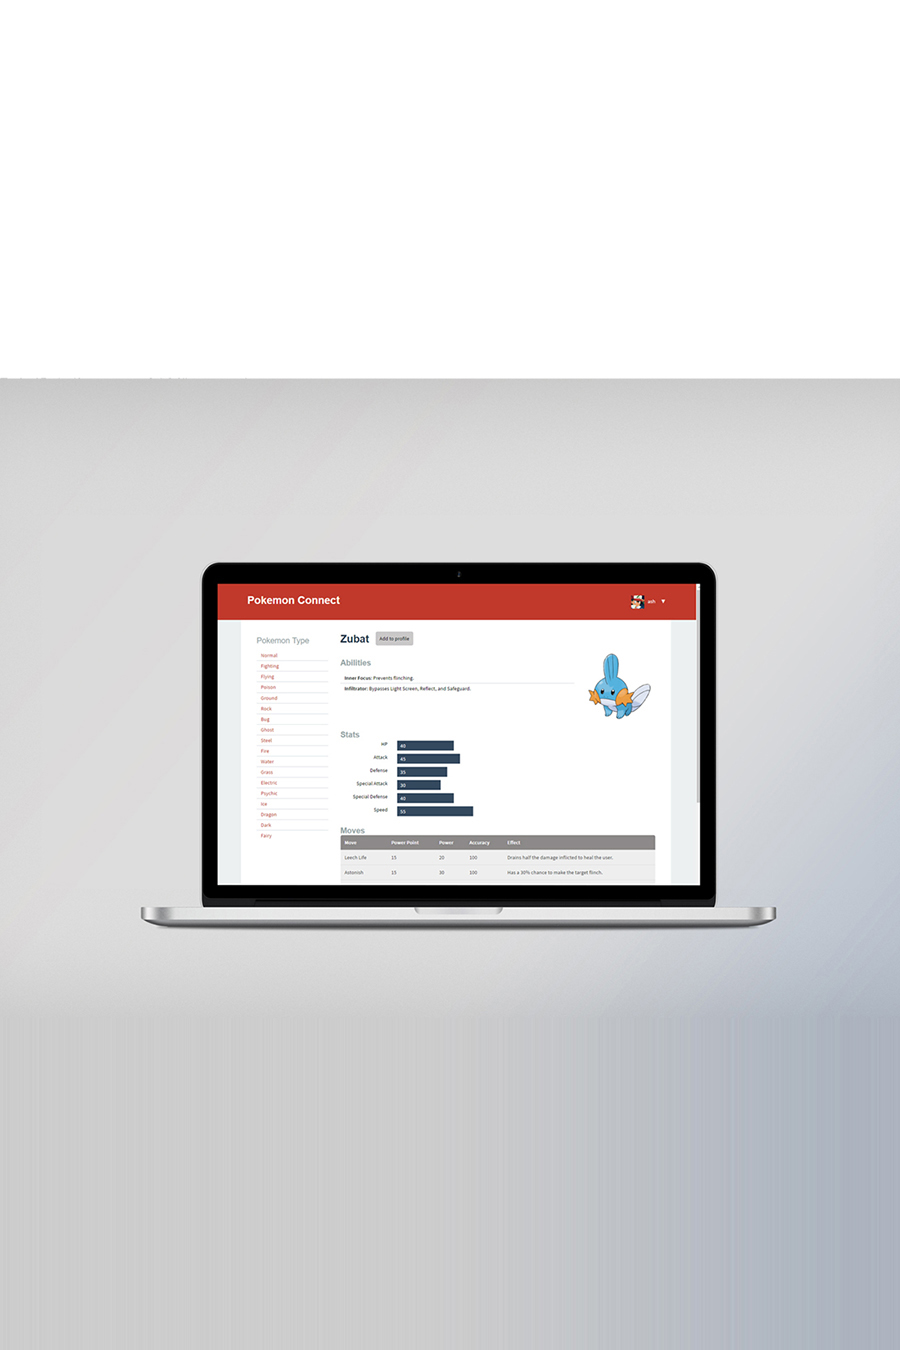 Pokemon Connect
ash ▼
Pokemon Type
Normal
Fighting
Flying
Poison
Ground
Rock
Bug
Ghost
Steel
Fire
Water
Grass
Electric
Psychic
Ice
Dragon
Dark
Fairy
Zubat Add to profile
Abilities
Inner Focus: Prevents flinching.
Infiltrator: Bypasses Light Screen, Reflect, and Safeguard.
Stats
HP 40
Attack 45
Defense 35
Special Attack 30
Special Defense 40
Speed 55
Moves
Move Power Point Power Accuracy Effect
Leech Life 15 20 100 Drains half the damage inflicted to heal the user.
Astonish 15 30 100 Has a 30% chance to make the target flinch.